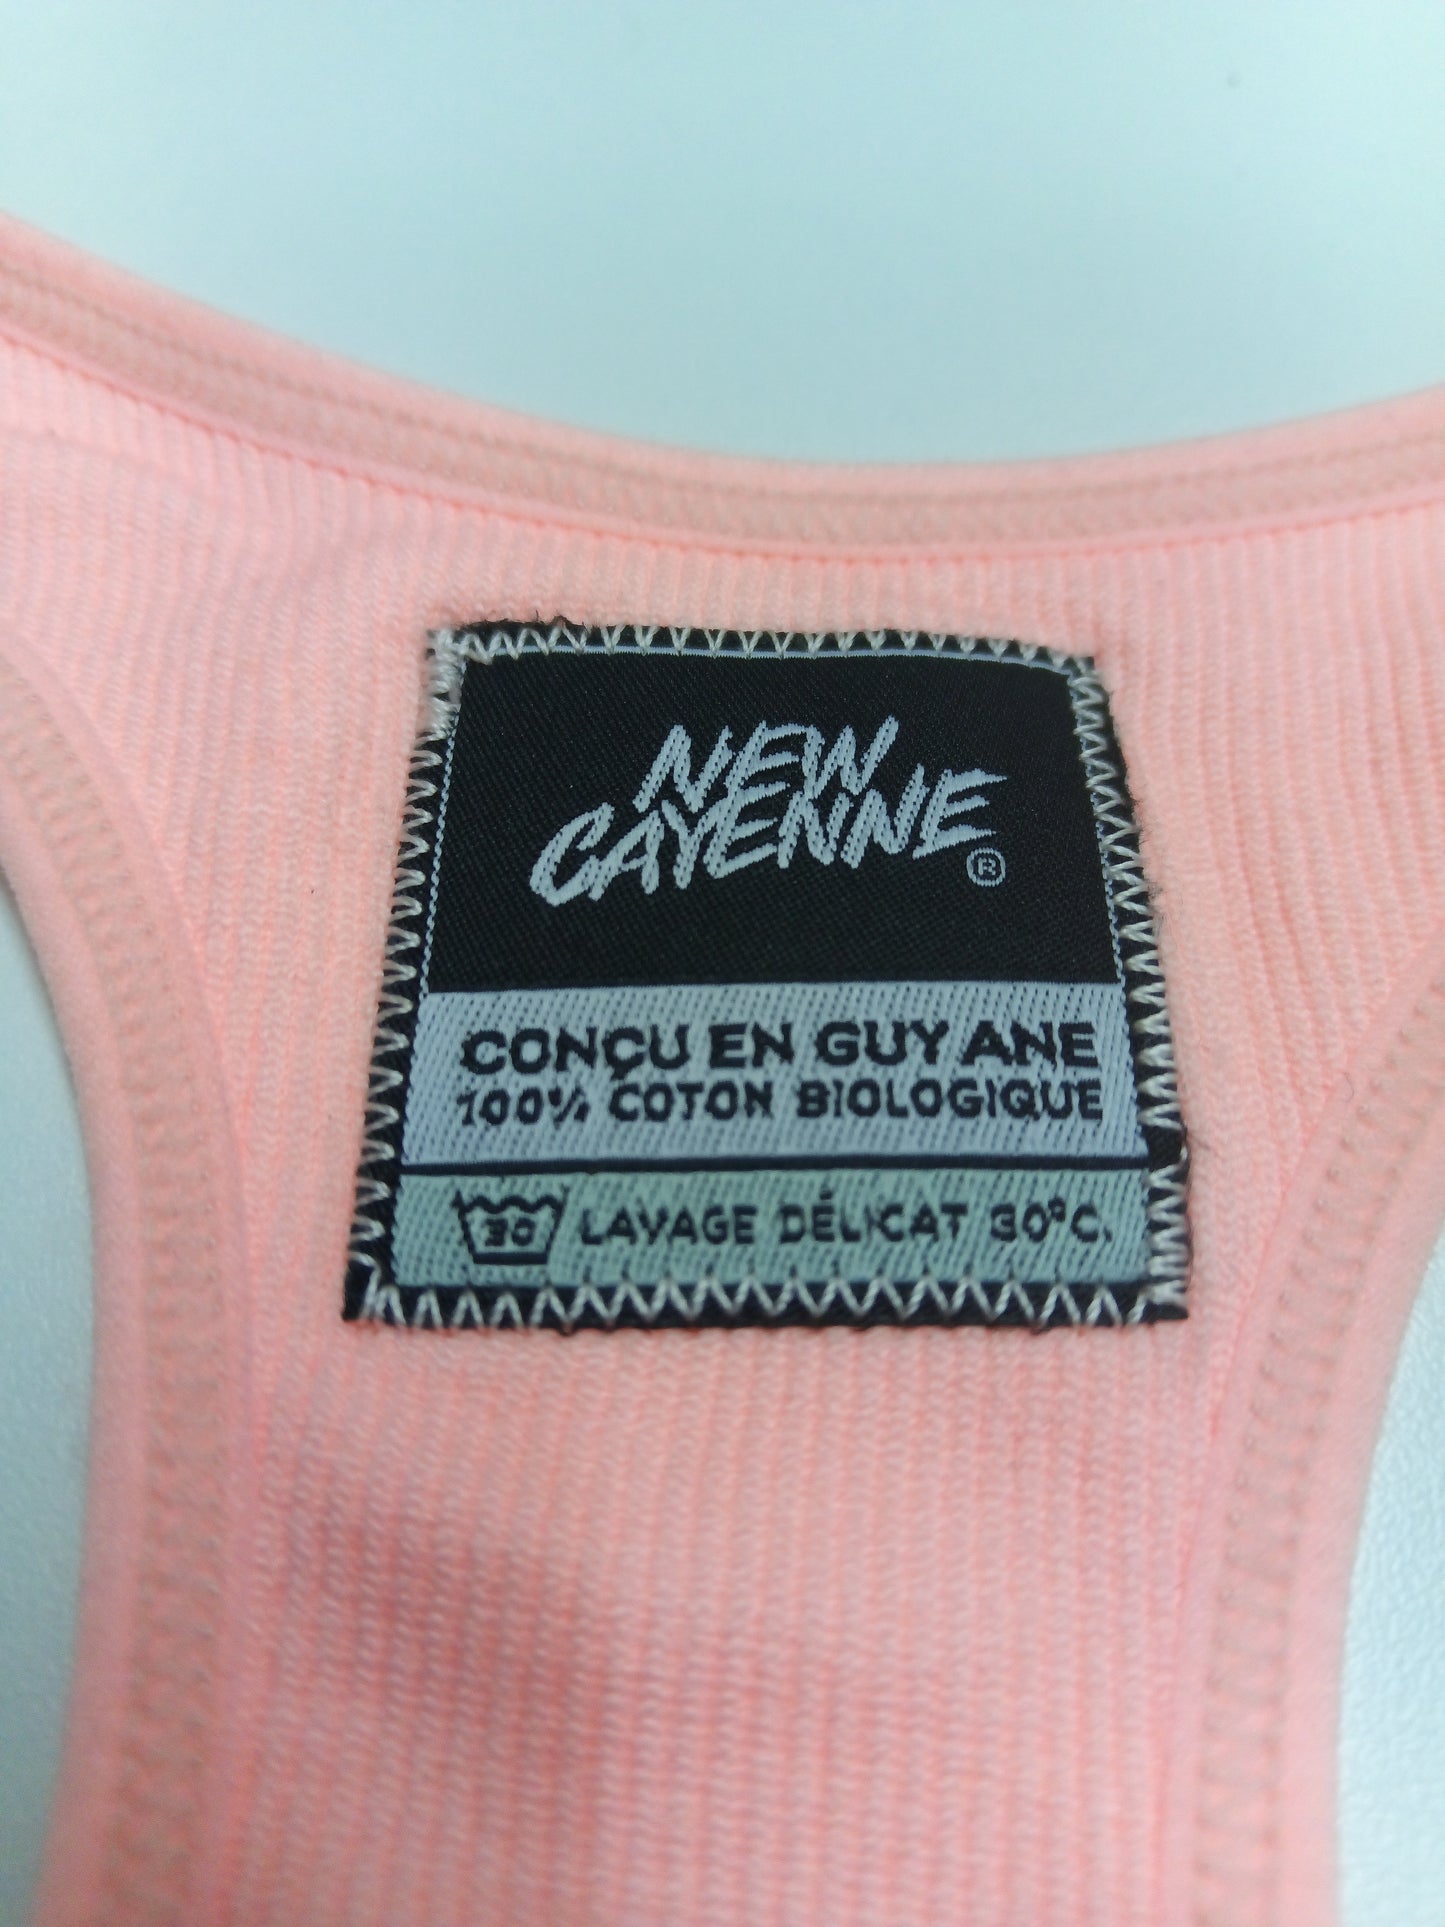 NEW
CAYENNE ®
CONÇU EN GUYANE
100% COTON BIOLOGIQUE
30 LAVAGE DÉLICAT 30°C.